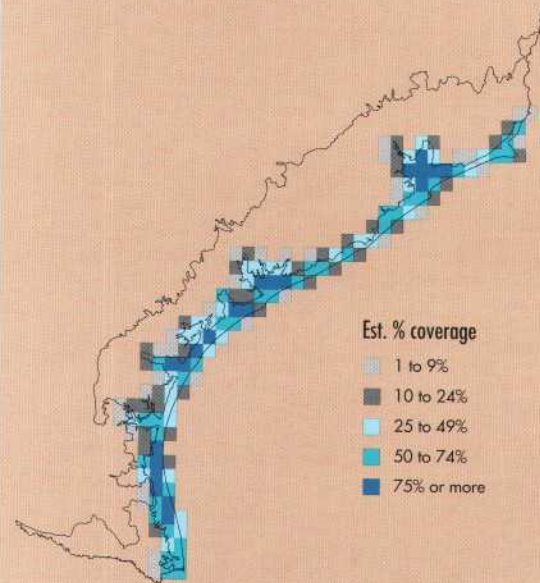 Est. % coverage
1 to 9%
10 to 24%
25 to 49%
50 to 74%
75% or more